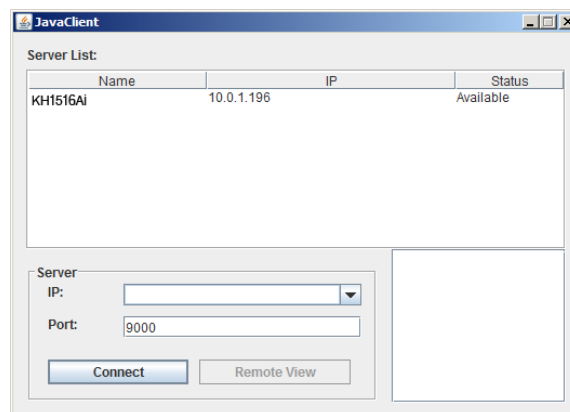 JavaClient
Server List:
Name IP Status
KH1516Ai 10.0.1.196 Available
Server
IP:
Port: 9000
Connect Remote View